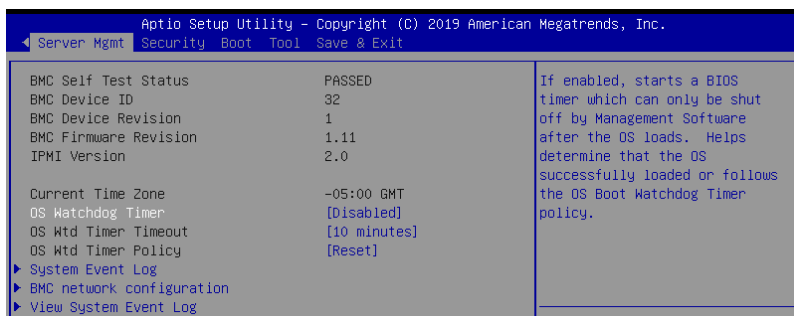 Aptio Setup Utility – Copyright (C) 2019 American Megatrends, Inc.
Server Mgmt Security Boot Tool Save & Exit
BMC Self Test Status PASSED
BMC Device ID 32
BMC Device Revision 1
BMC Firmware Revision 1.11
IPMI Version 2.0
Current Time Zone -05:00 GMT
OS Watchdog Timer [Disabled]
OS Wtd Timer Timeout [10 minutes]
OS Wtd Timer Policy [Reset]
System Event Log
BMC network configuration
View System Event Log
If enabled, starts a BIOS
timer which can only be shut
off by Management Software
after the OS loads. Helps
determine that the OS
successfully loaded or follows
the OS Boot Watchdog Timer
policy.